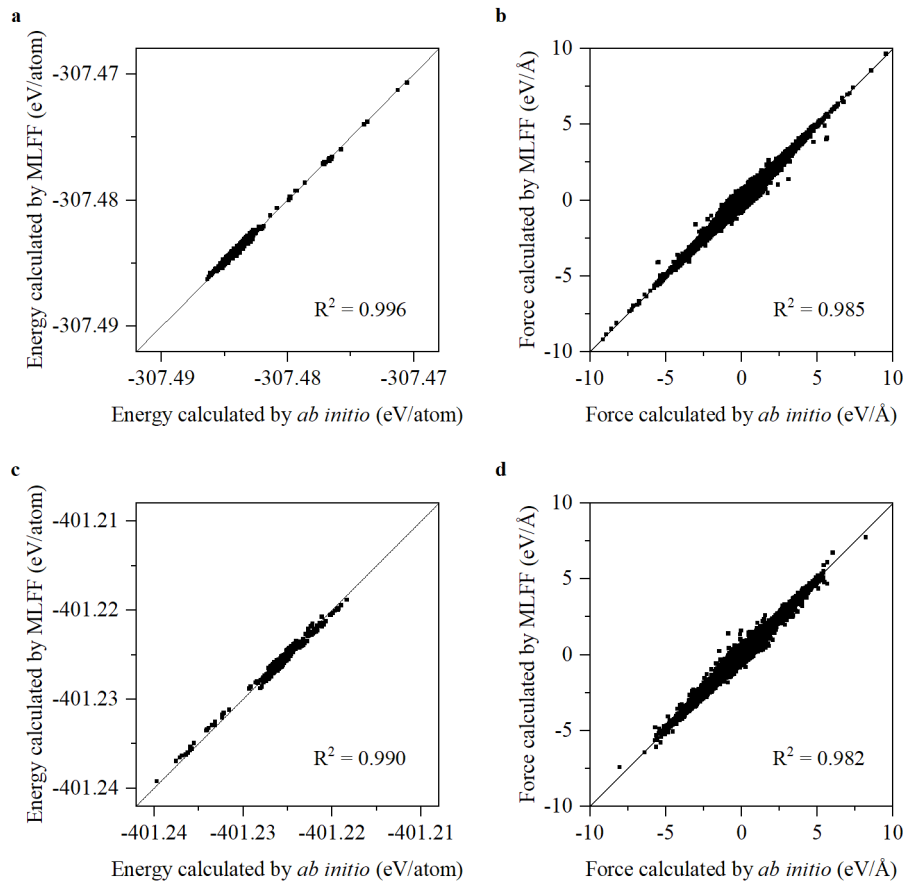 a
Energy calculated by MLFF (eV/atom)
-307.47
-307.48
-307.49
R² = 0.996
-307.49 -307.48 -307.47
Energy calculated by ab initio (eV/atom)
b
Force calculated by MLFF (eV/Å)
10
5
0
-5
-10
R² = 0.985
-10 -5 0 5 10
Force calculated by ab initio (eV/Å)
c
Energy calculated by MLFF (eV/atom)
-401.21
-401.22
-401.23
-401.24
R² = 0.990
-401.24 -401.23 -401.22 -401.21
Energy calculated by ab initio (eV/atom)
d
Force calculated by MLFF (eV/Å)
10
5
0
-5
-10
R² = 0.982
-10 -5 0 5 10
Force calculated by ab initio (eV/Å)